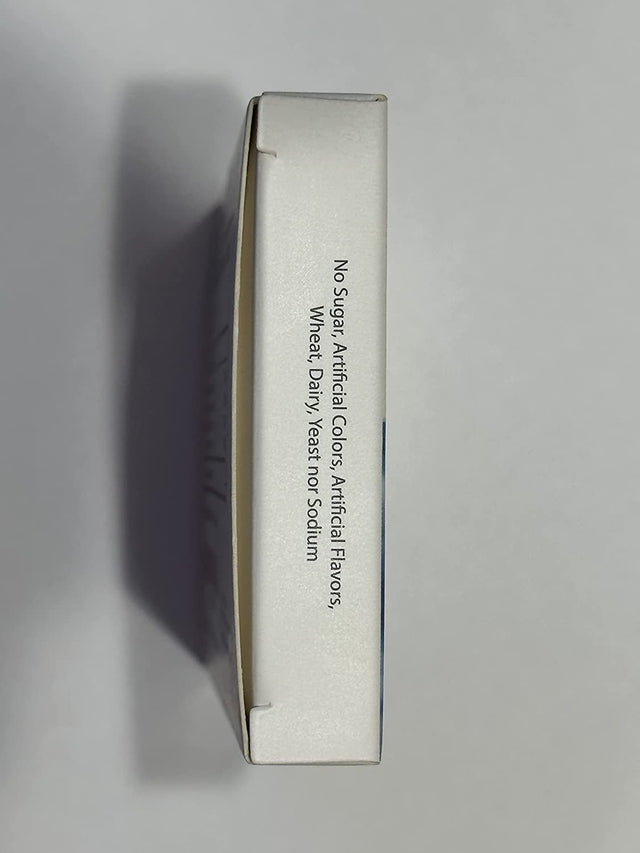 No Sugar, Artificial Colors, Artificial Flavors,
Wheat, Dairy, Yeast nor Sodium